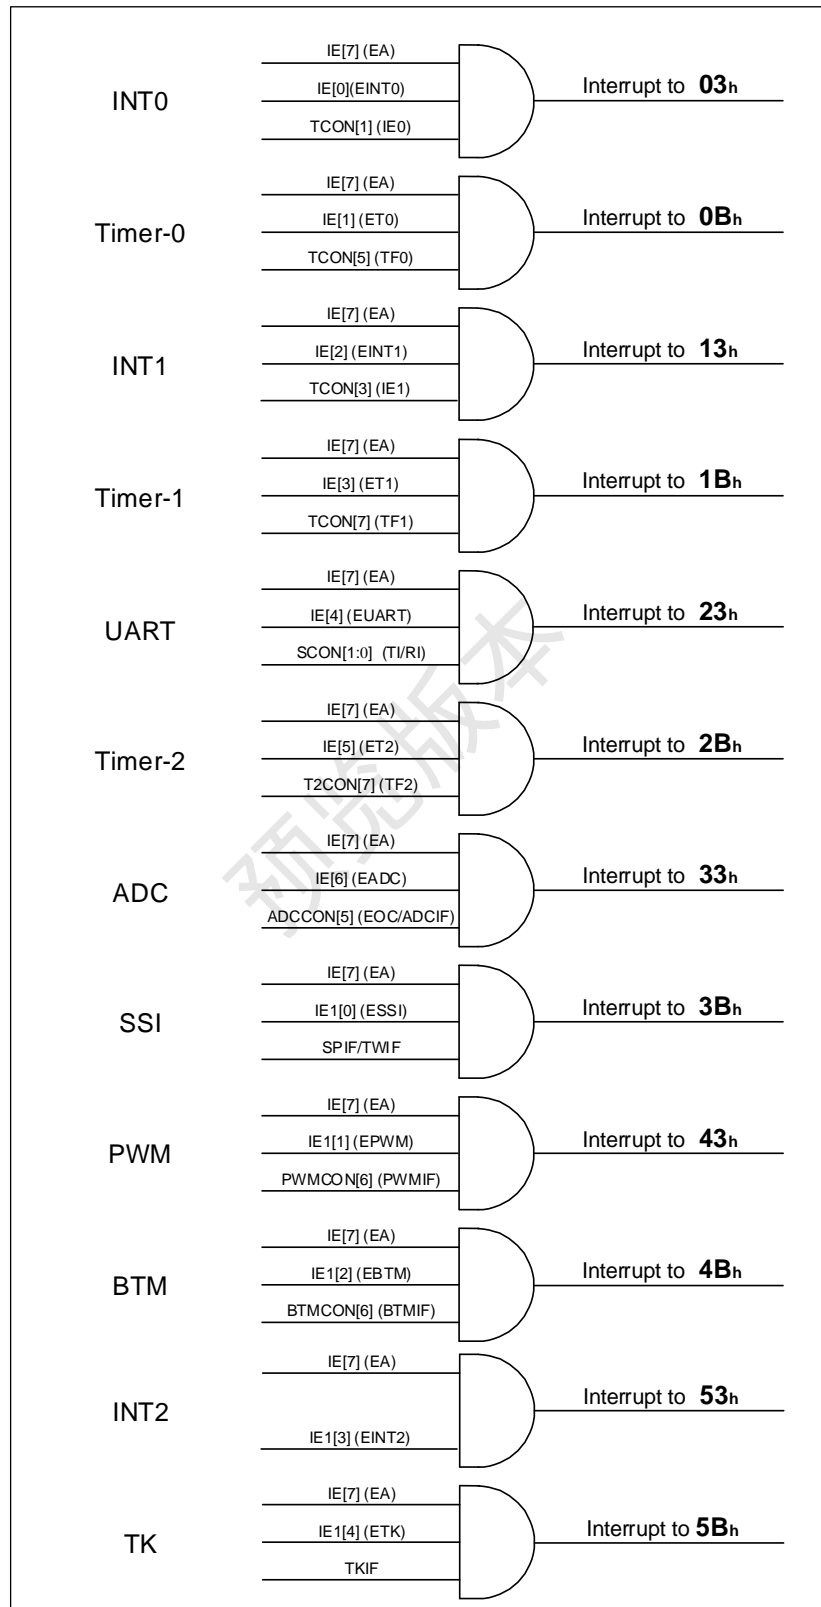 IE[7] (EA)
INT0
IE[0](EINT0)
TCON[1] (IE0)
Interrupt to 03h
IE[7] (EA)
Timer-0
IE[1] (ET0)
TCON[5] (TF0)
Interrupt to 0Bh
IE[7] (EA)
INT1
IE[2] (EINT1)
TCON[3] (IE1)
Interrupt to 13h
IE[7] (EA)
Timer-1
IE[3] (ET1)
TCON[7] (TF1)
Interrupt to 1Bh
IE[7] (EA)
UART
IE[4] (EUART)
SCON[1:0] (TI/RI)
Interrupt to 23h
IE[7] (EA)
Timer-2
IE[5] (ET2)
T2CON[7] (TF2)
Interrupt to 2Bh
IE[7] (EA)
ADC
IE[6] (EADC)
ADCCON[5] (EOC/ADCIF)
Interrupt to 33h
IE[7] (EA)
SSI
IE1[0] (ESSI)
SPIF/TWIF
Interrupt to 3Bh
IE[7] (EA)
PWM
IE1[1] (EPWM)
PWMCON[6] (PWMIF)
Interrupt to 43h
IE[7] (EA)
BTM
IE1[2] (EBTM)
BTMCON[6] (BTMIF)
Interrupt to 4Bh
IE[7] (EA)
INT2
IE1[3] (EINT2)
Interrupt to 53h
IE[7] (EA)
TK
IE1[4] (ETK)
TKIF
Interrupt to 5Bh
预览版本